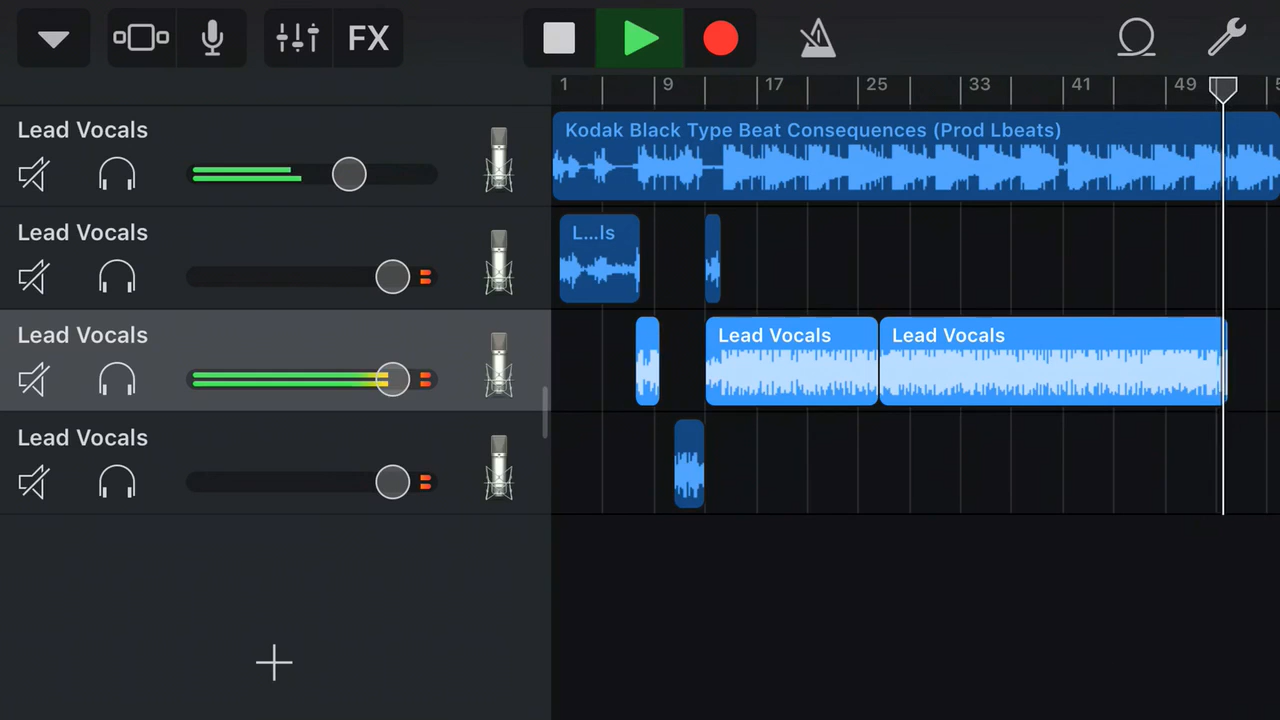 FX
1 9 17 25 33 41 49
Lead Vocals
Kodak Black Type Beat Consequences (Prod Lbeats)
Lead Vocals
L...ls
Lead Vocals
Lead Vocals
Lead Vocals
Lead Vocals